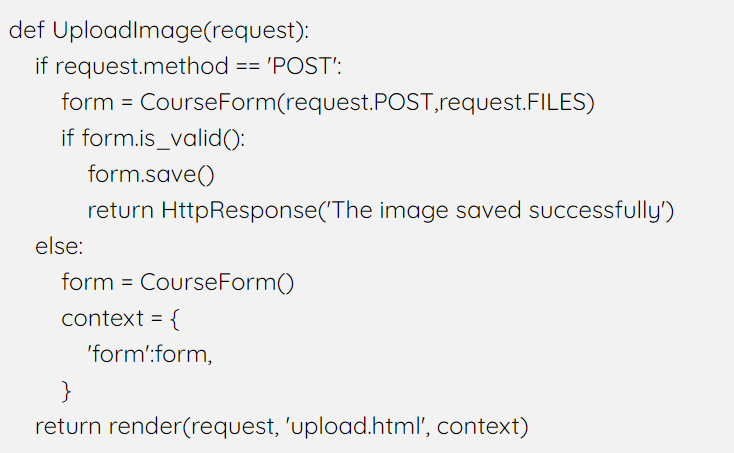 def UploadImage(request):
    if request.method == 'POST':
        form = CourseForm(request.POST,request.FILES)
        if form.is_valid():
            form.save()
            return HttpResponse('The image saved successfully')
    else:
        form = CourseForm()
        context = {
            'form':form,
        }
    return render(request, 'upload.html', context)